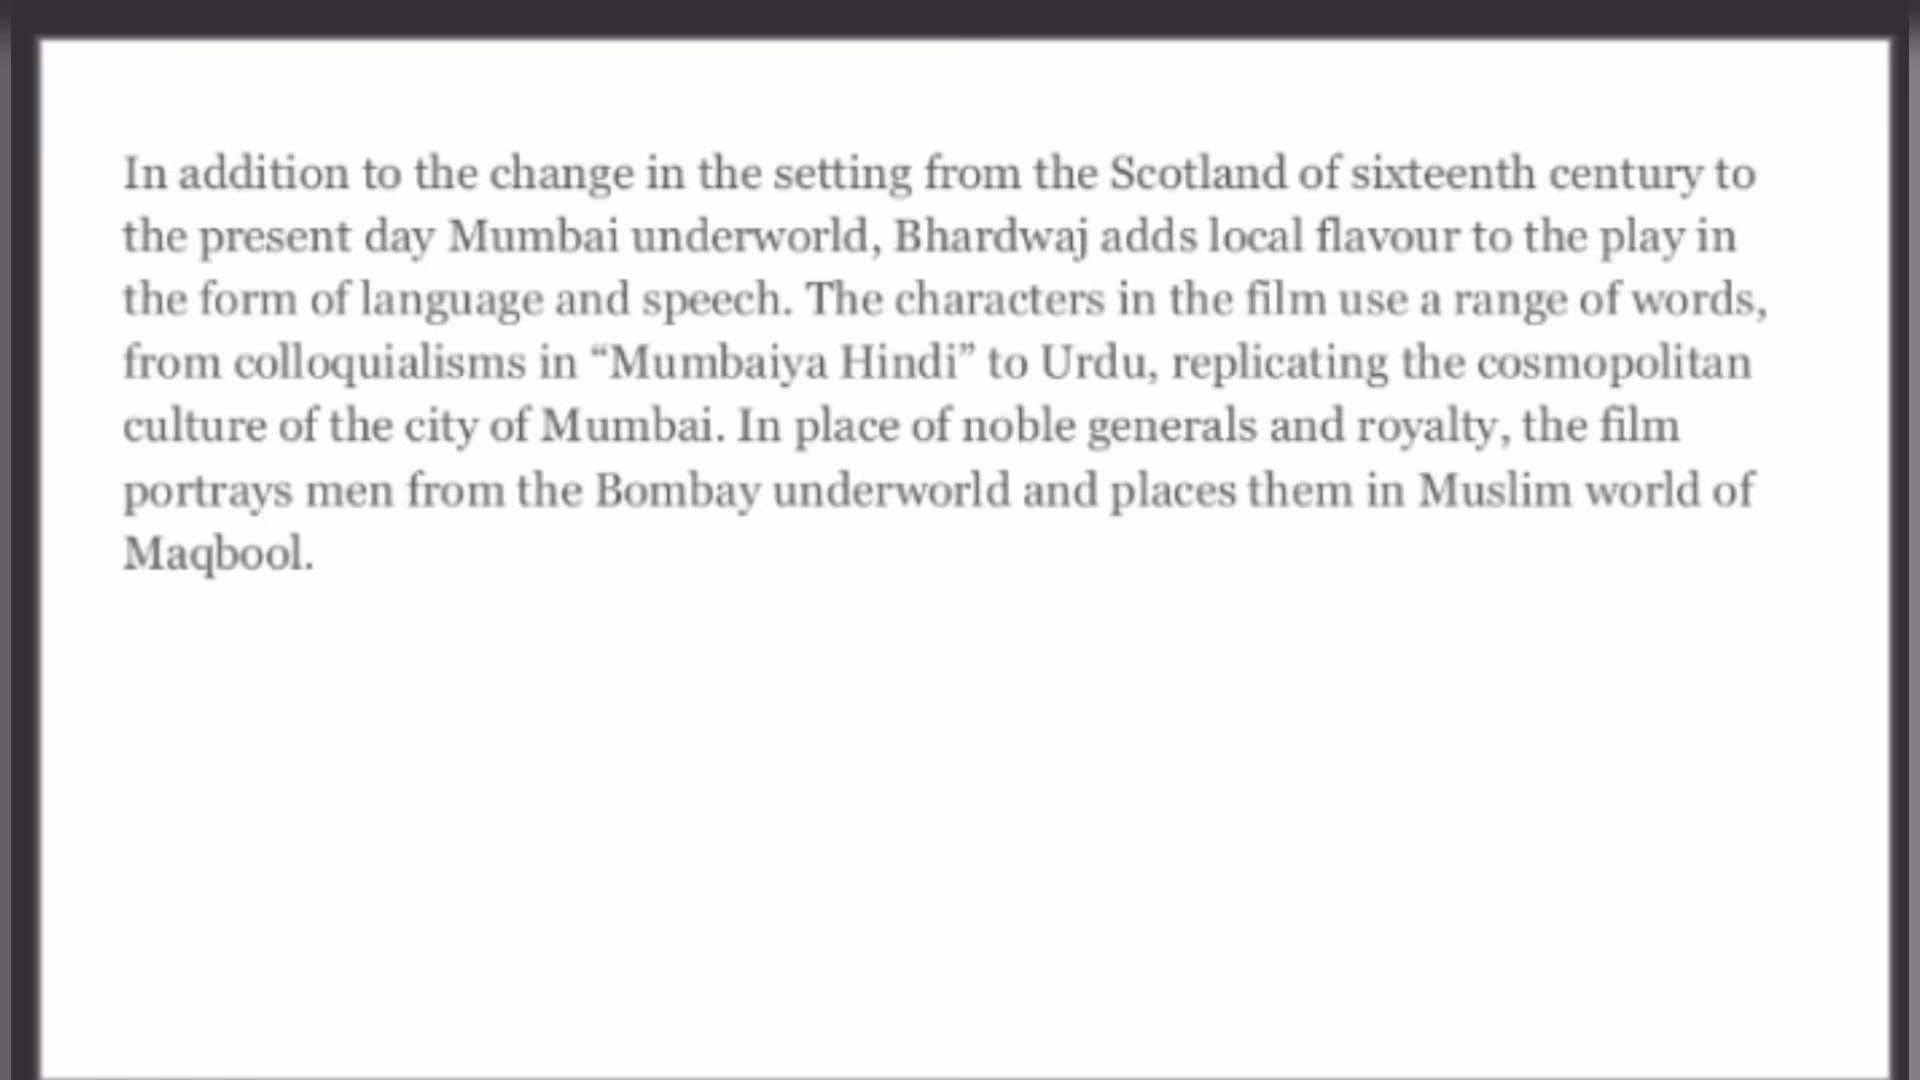 In addition to the change in the setting from the Scotland of sixteenth century to
the present day Mumbai underworld, Bhardwaj adds local flavour to the play in
the form of language and speech. The characters in the film use a range of words,
from colloquialisms in “Mumbaiya Hindi” to Urdu, replicating the cosmopolitan
culture of the city of Mumbai. In place of noble generals and royalty, the film
portrays men from the Bombay underworld and places them in Muslim world of
Maqbool.